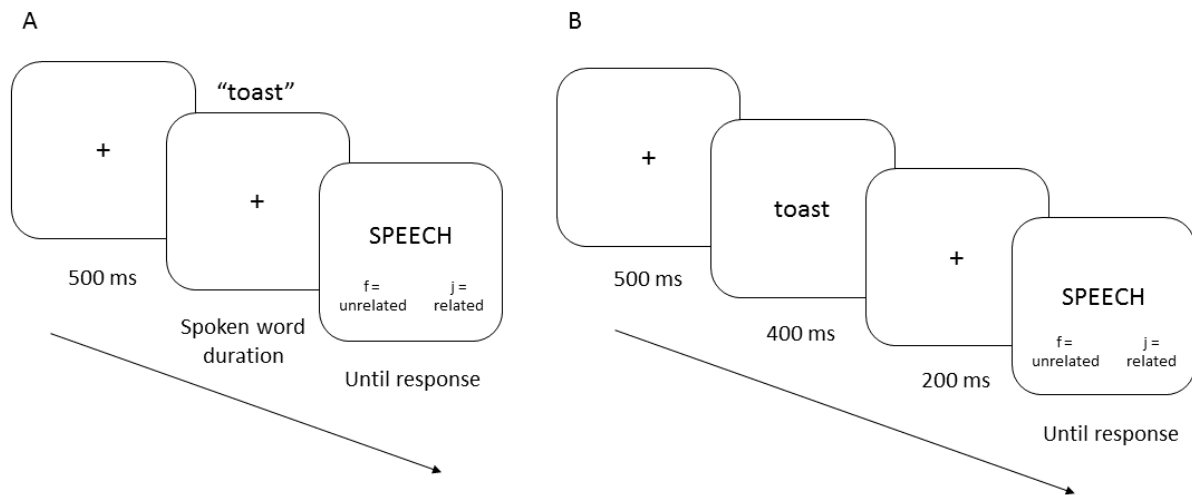 A
“toast”
+
+
SPEECH
f =
unrelated
j =
related
500 ms
Spoken word
duration
Until response
B
+
toast
+
SPEECH
f =
unrelated
j =
related
500 ms
400 ms
200 ms
Until response